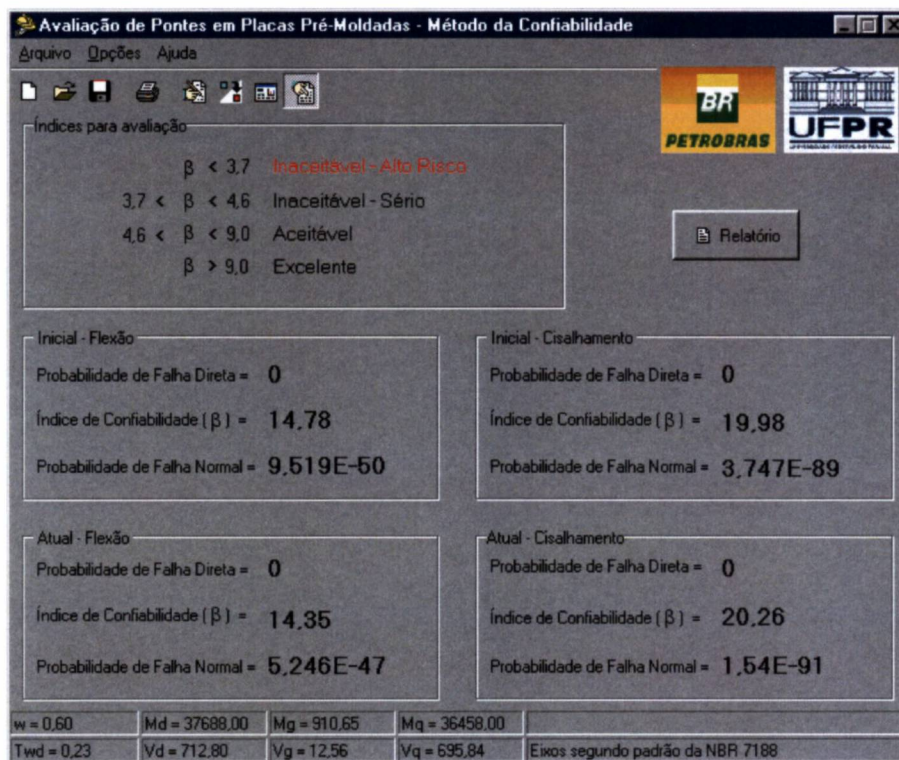 Avaliação de Pontes em Placas Pré-Moldadas - Método da Confiabilidade
Arquivo Opções Ajuda
BR
PETROBRAS
UFPR
Índices para avaliação
β < 3,7 Inaceitável - Alto Risco
3,7 < β < 4,6 Inaceitável - Sério
4,6 < β < 9,0 Aceitável
β > 9,0 Excelente
Relatório
Inicial - Flexão
Probabilidade de Falha Direta = 0
Índice de Confiabilidade ( β ) = 14,78
Probabilidade de Falha Normal = 9,519E-50
Inicial - Cisalhamento
Probabilidade de Falha Direta = 0
Índice de Confiabilidade ( β ) = 19,98
Probabilidade de Falha Normal = 3,747E-89
Atual - Flexão
Probabilidade de Falha Direta = 0
Índice de Confiabilidade ( β ) = 14,35
Probabilidade de Falha Normal = 5,246E-47
Atual - Cisalhamento
Probabilidade de Falha Direta = 0
Índice de Confiabilidade ( β ) = 20,26
Probabilidade de Falha Normal = 1,54E-91
w = 0,60 Md = 37688,00 Mg = 910,65 Mq = 36458,00
Twd = 0,23 Vd = 712,80 Vg = 12,56 Vq = 695,84 Eixos segundo padrão da NBR 7188